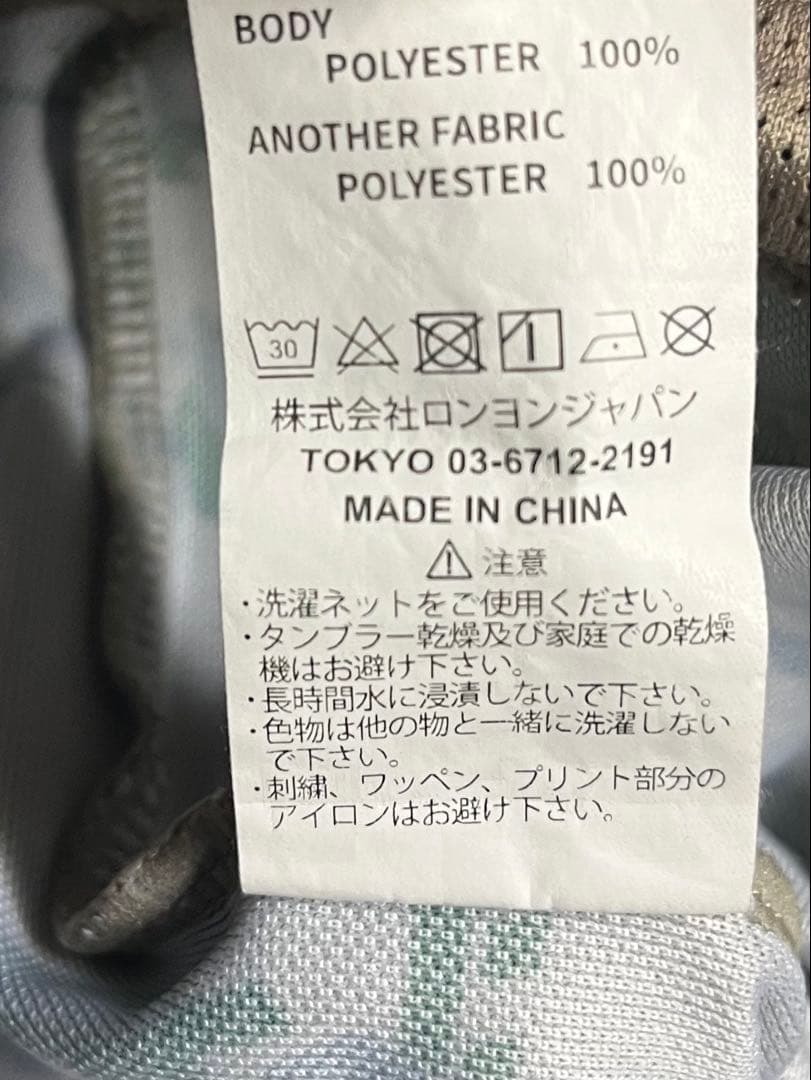 BODY
POLYESTER 100%
ANOTHER FABRIC
POLYESTER 100%
30
株式会社ロンヨンジャパン
TOKYO 03-6712-2191
MADE IN CHINA
注意
・洗濯ネットをご使用ください。
・タンブラー乾燥及び家庭での乾燥
機はお避け下さい。
・長時間水に浸漬しないで下さい。
・色物は他の物と一緒に洗濯しない
で下さい。
・刺繍、ワッペン、プリント部分の
アイロンはお避け下さい。